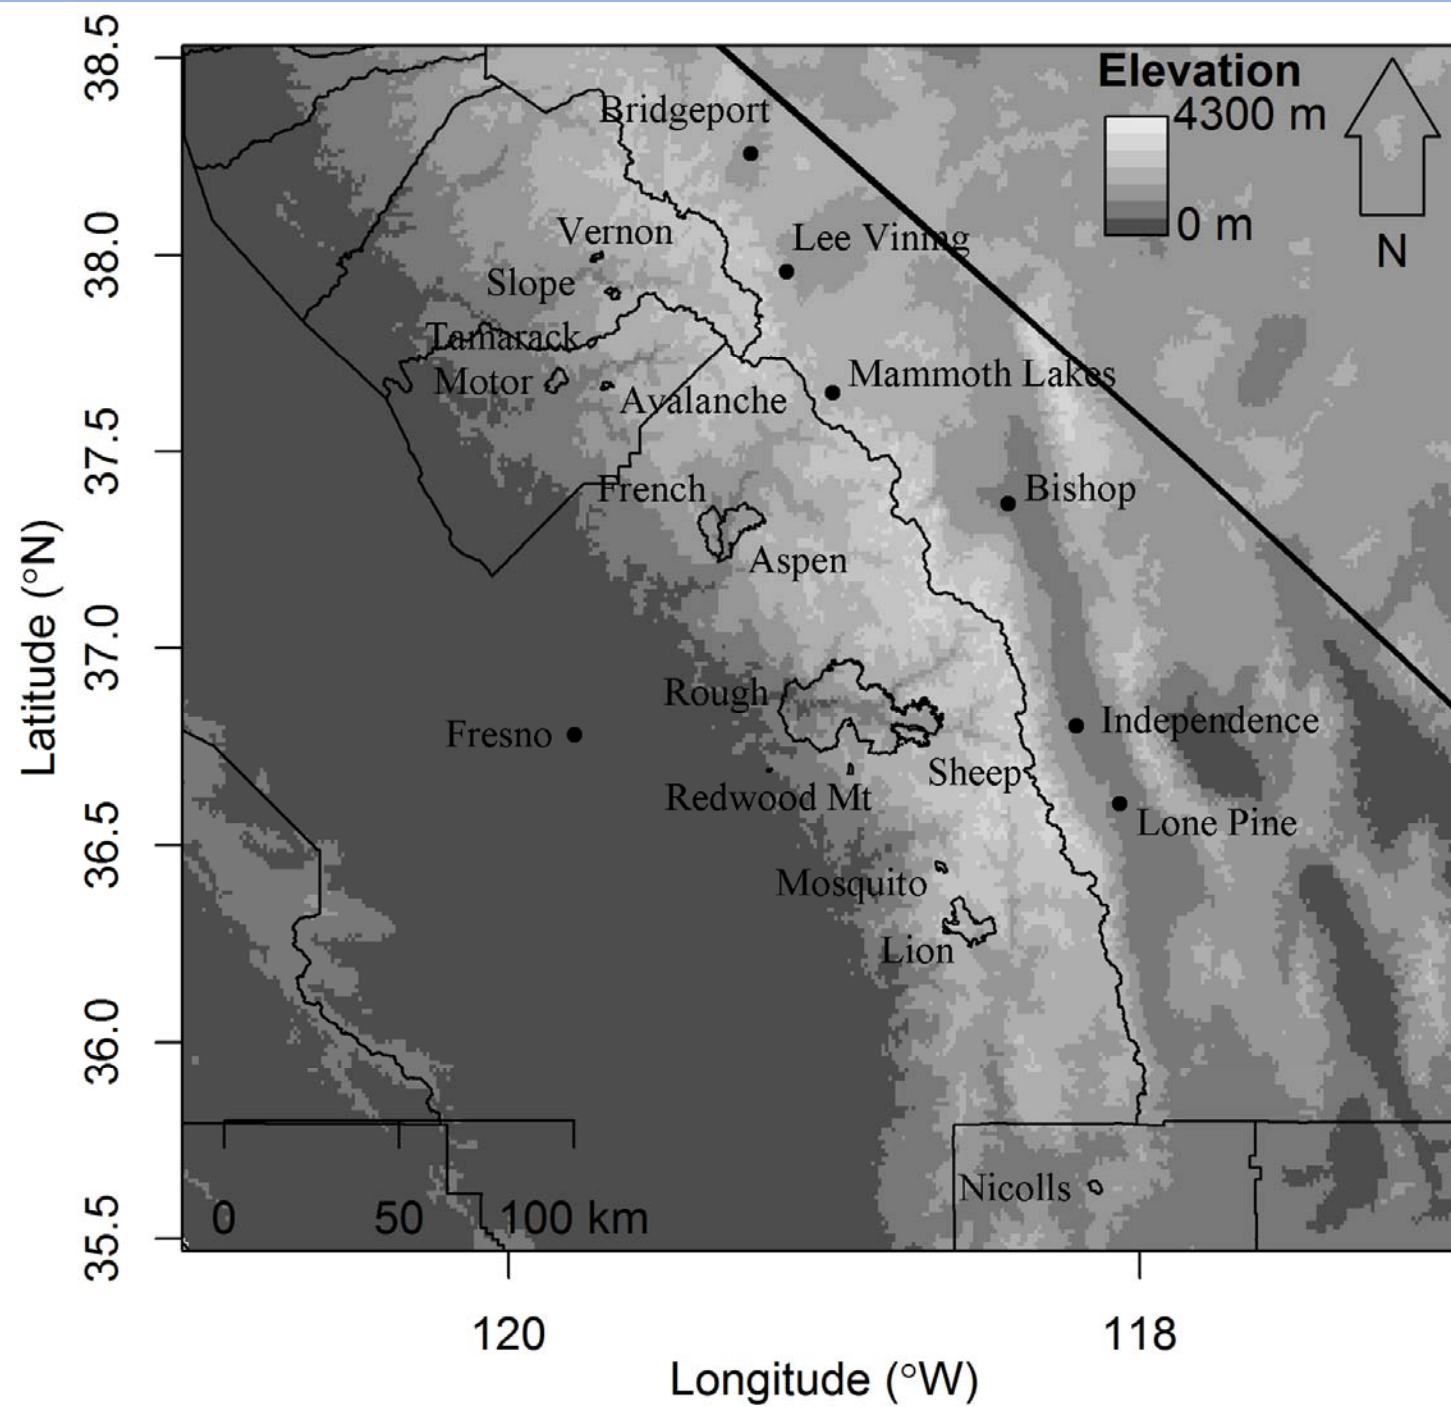 38.5
38.0
37.5
37.0
36.5
36.0
35.5
Latitude (°N)
Elevation
4300 m
0 m
N
Bridgeport
Vernon
Lee Vining
Slope
Tamarack
Motor
Avalanche
Mammoth Lakes
French
Bishop
Aspen
Rough
Fresno
Independence
Sheep
Redwood Mt
Lone Pine
Mosquito
Lion
Nicolls
0 50 100 km
120 118
Longitude (°W)